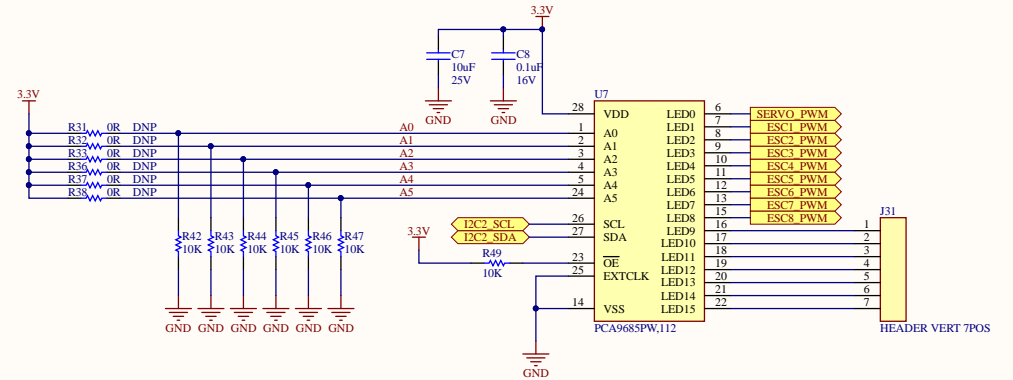 3.3V
C7
10uF
25V
C8
0.1uF
16V
GND
GND
3.3V
U7
R31 0R DNP A0
R32 0R DNP A1
R33 0R DNP A2
R36 0R DNP A3
R37 0R DNP A4
R38 0R DNP A5
28 VDD LED0 6 SERVO_PWM
1 A0 LED1 7 ESC1_PWM
2 A1 LED2 8 ESC2_PWM
3 A2 LED3 9 ESC3_PWM
4 A3 LED4 10 ESC4_PWM
5 A4 LED5 11 ESC5_PWM
24 A5 LED6 12 ESC6_PWM
LED7 13 ESC7_PWM
I2C2_SCL 26 SCL LED8 15 ESC8_PWM
I2C2_SDA 27 SDA LED9 16 1
LED10 17 2
3.3V
R49
10K
23 OE LED11 18 3
25 EXTCLK LED12 19 4
LED13 20 5
LED14 21 6
14 VSS LED15 22 7
J31
HEADER VERT 7POS
PCA9685PW,112
GND
R42
10K
R43
10K
R44
10K
R45
10K
R46
10K
R47
10K
GND GND GND GND GND GND